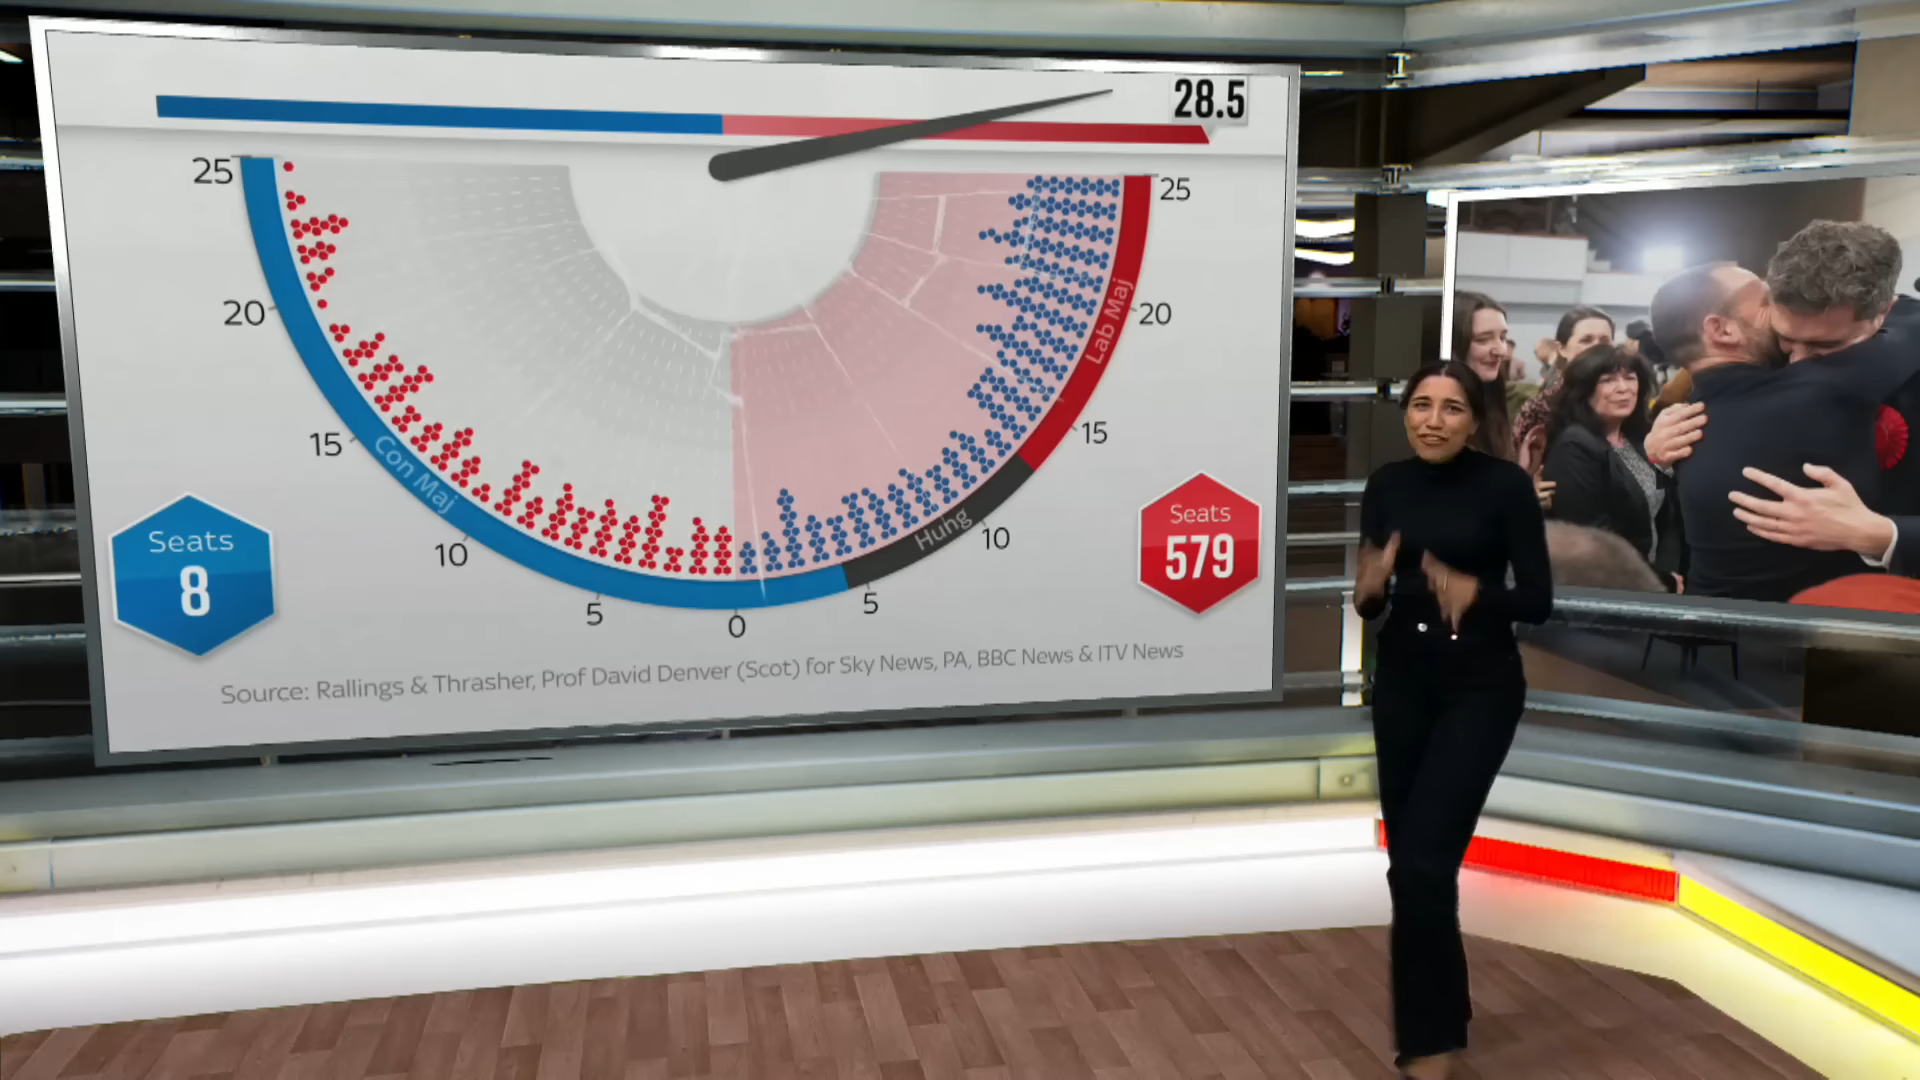 28.5
25
25
20
20
15
15
10
10
5
5
0
Con Maj
Hung
Lab Maj
Seats
8
Seats
579
Source: Rallings & Thrasher, Prof David Denver (Scot) for Sky News, PA, BBC News & ITV News